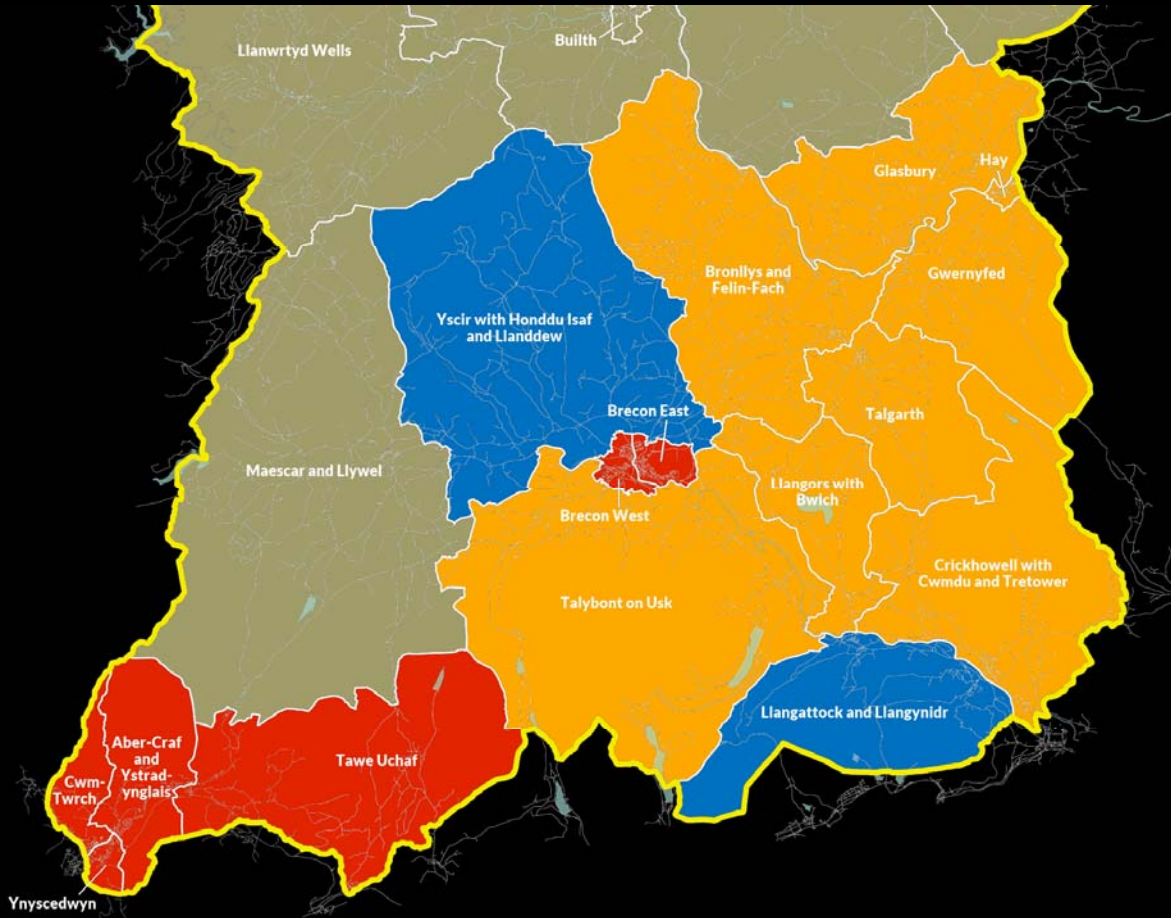 Llanwrtyd Wells
Builth
Glasbury
Hay
Bronllys and
Felin-Fach
Gwernyfed
Yscir with Honddu Isaf
and Llanddew
Brecon East
Talgarth
Maescar and Llywel
Llangors with
Bwlch
Brecon West
Crickhowell with
Cwmdu and Tretower
Talybont on Usk
Llangattock and Llangynidr
Aber-Craf
and
Ystrad-
ynglais
Tawe Uchaf
Cwm-
Twrch
Ynyscedwyn